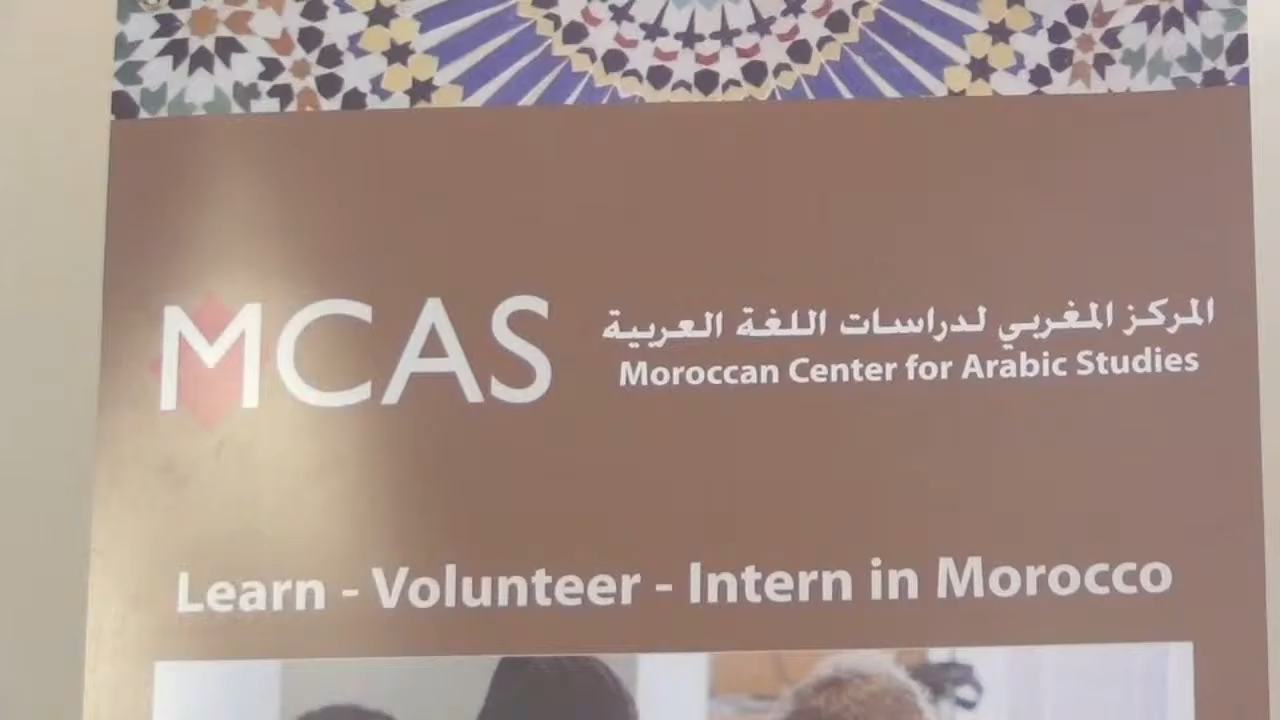 MCAS
المركز المغربي لدراسات اللغة العربية
Moroccan Center for Arabic Studies
Learn - Volunteer - Intern in Morocco